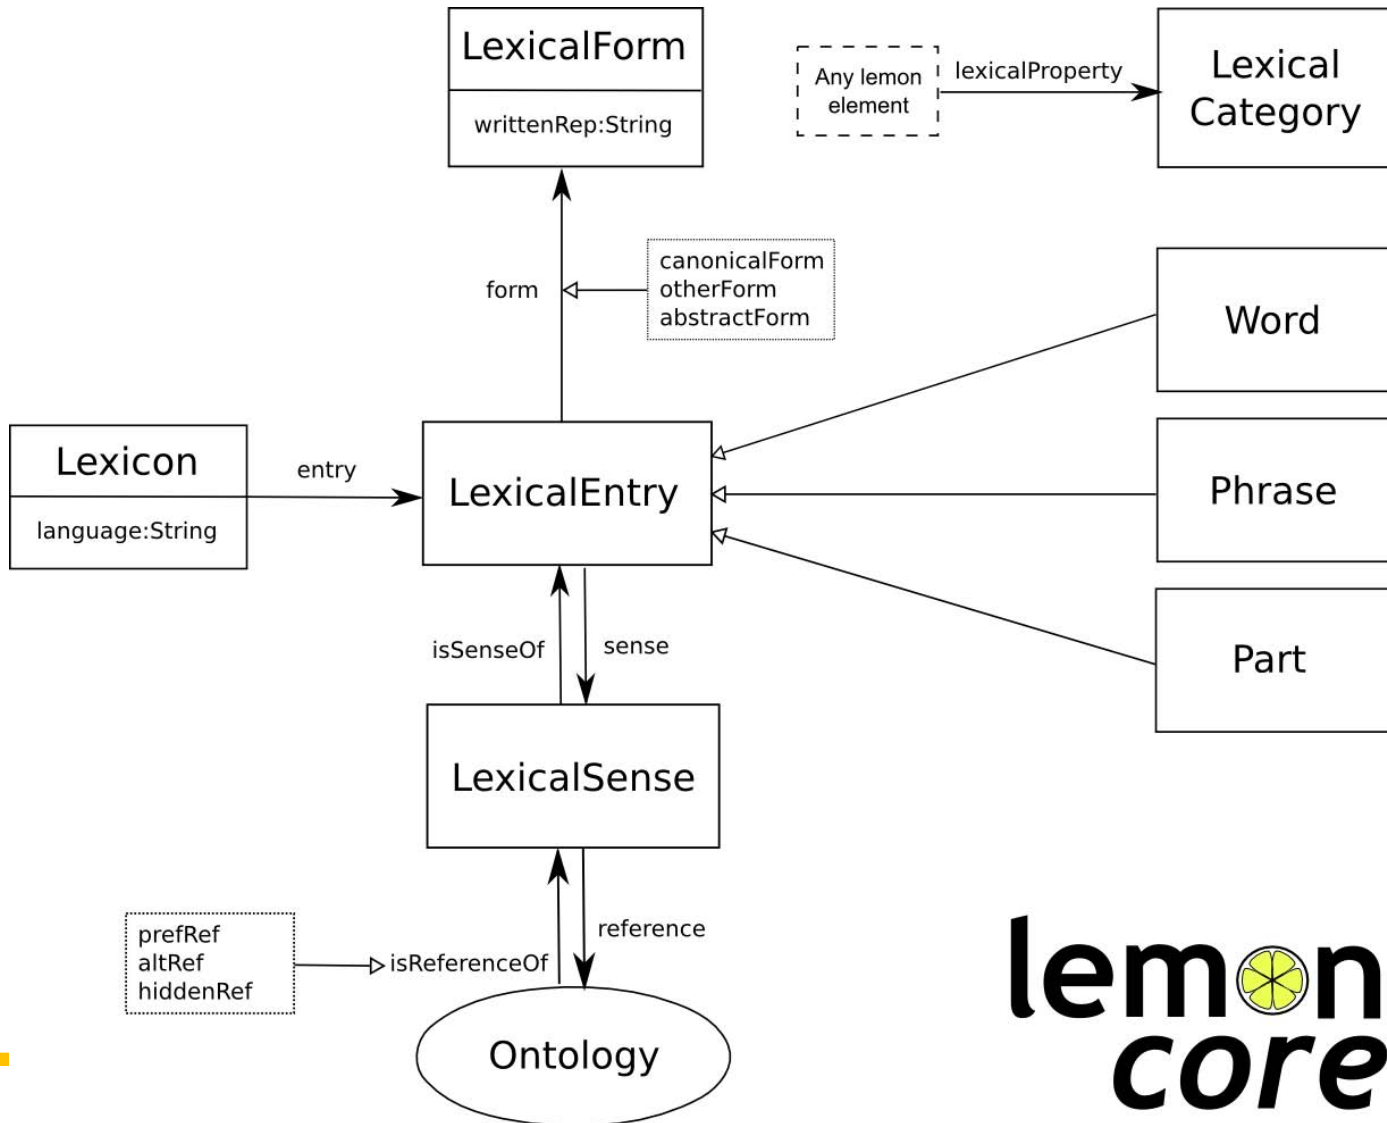 LexicalForm
writtenRep:String
Any lemon
element
lexicalProperty
Lexical
Category
canonicalForm
otherForm
abstractForm
form
Word
Lexicon
language:String
entry
LexicalEntry
Phrase
isSenseOf
sense
Part
LexicalSense
prefRef
altRef
hiddenRef
isReferenceOf
reference
Ontology
lemon
core